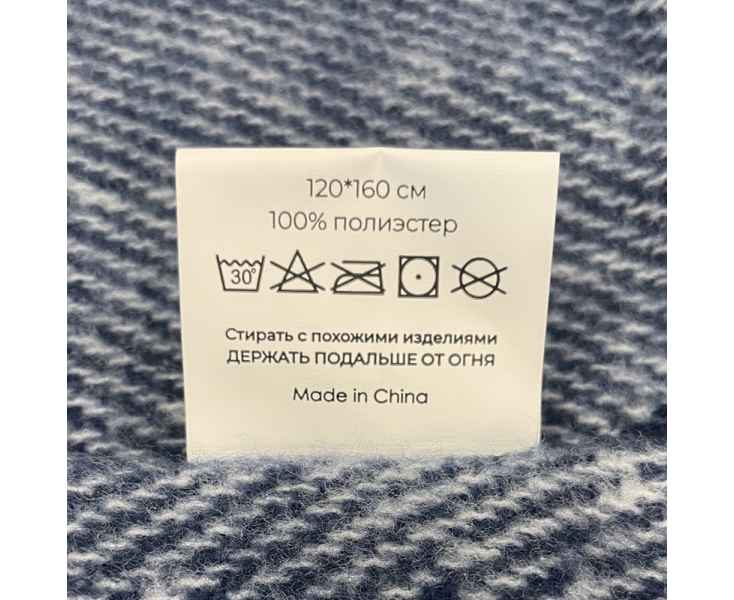 120*160 см
100% полиэстер
30°
Стирать с похожими изделиями
ДЕРЖАТЬ ПОДАЛЬШЕ ОТ ОГНЯ
Made in China